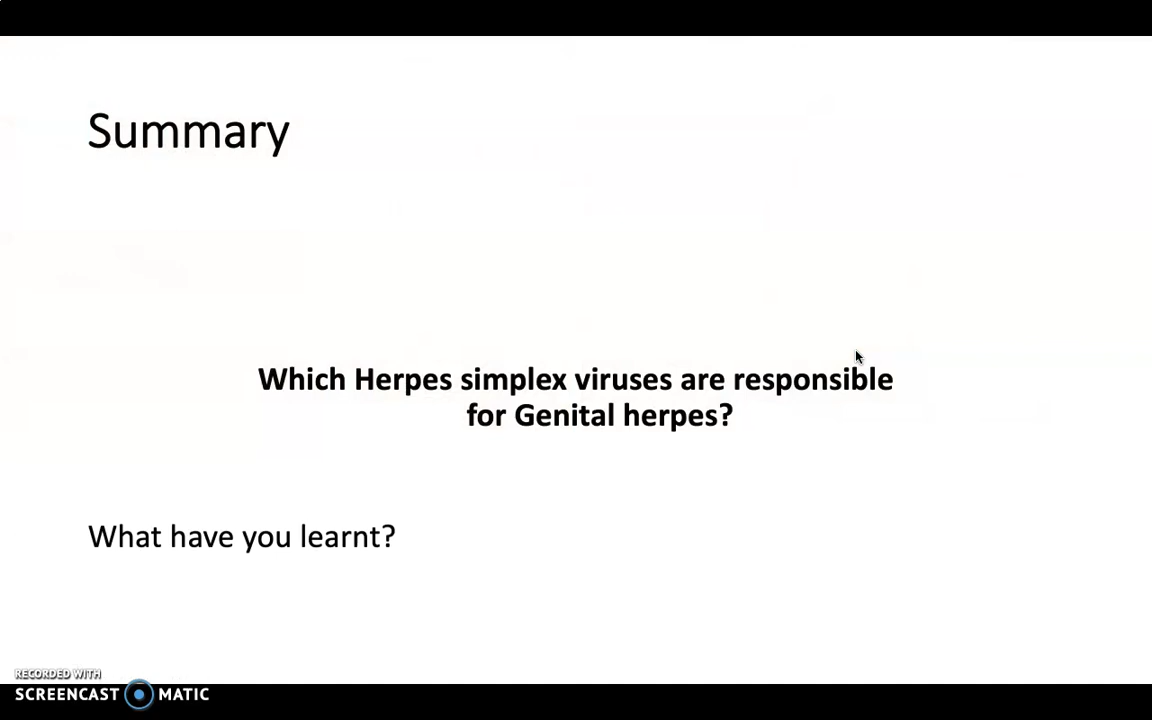 Summary
Which Herpes simplex viruses are responsible
for Genital herpes?
What have you learnt?
RECORDED WITH
SCREENCAST MATIC